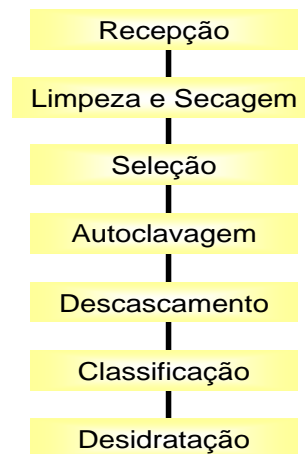 Recepção
Limpeza e Secagem
Seleção
Autoclavagem
Descascamento
Classificação
Desidratação